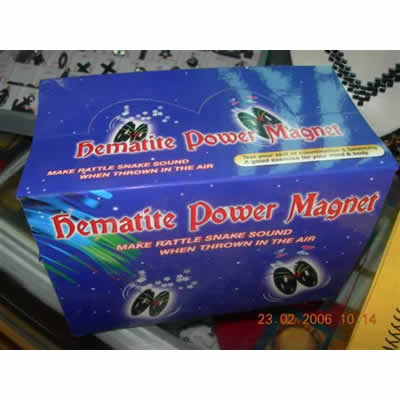 Hematite Power Magnet
MAKE RATTLE SNAKE SOUND
WHEN THROWN IN THE AIR
Test your skill of coordination & balancing
A good exercise for your mind & body
Hematite Power Magnet
MAKE RATTLE SNAKE SOUND
WHEN THROWN IN THE AIR
23.02.2006 10:14